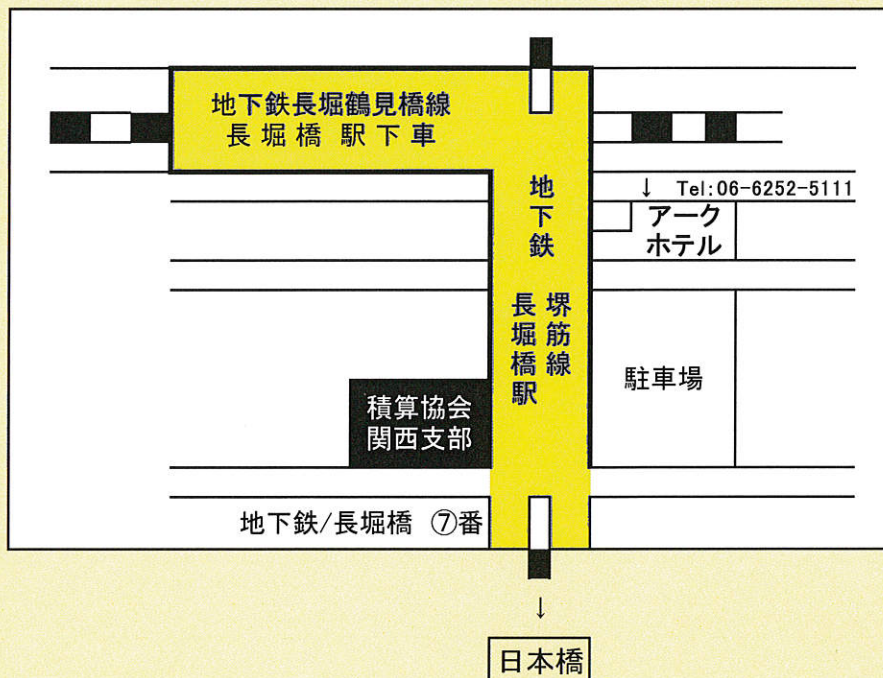 地下鉄長堀鶴見橋線
長堀橋駅下車
地下鉄 堺筋線
長堀橋駅
↓ Tel:06-6252-5111
アーク
ホテル
駐車場
積算協会
関西支部
地下鉄/長堀橋 ⑦番
↓
日本橋